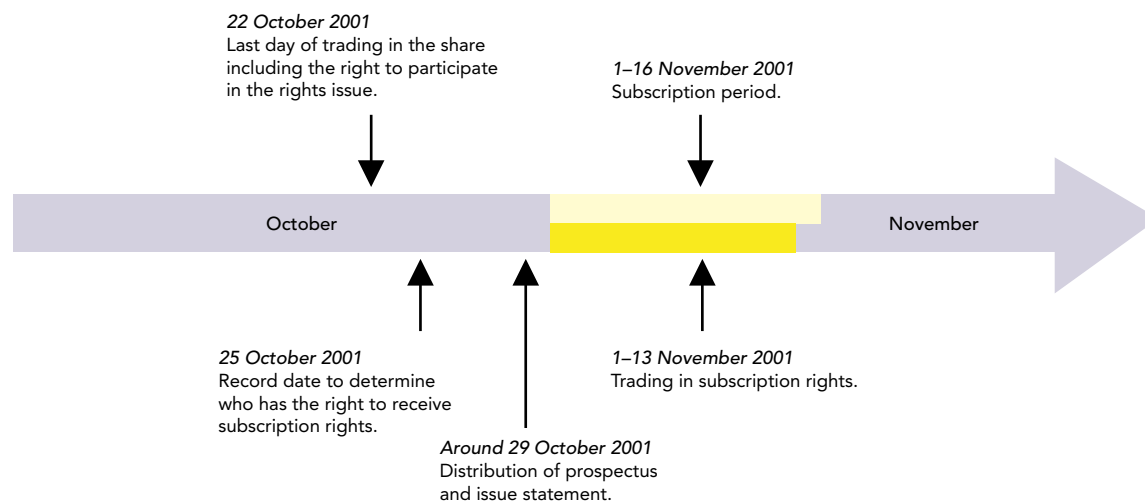 22 October 2001
Last day of trading in the share
including the right to participate
in the rights issue.
1–16 November 2001
Subscription period.
October
November
25 October 2001
Record date to determine
who has the right to receive
subscription rights.
Around 29 October 2001
Distribution of prospectus
and issue statement.
1–13 November 2001
Trading in subscription rights.